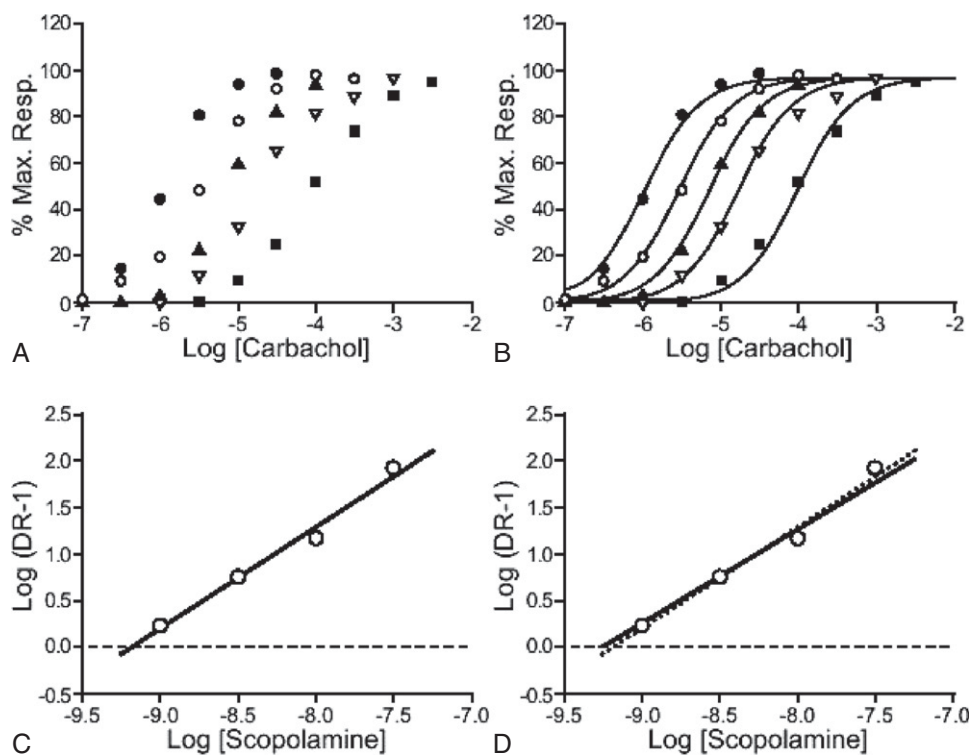 120
100
80
60
40
20
0
% Max. Resp.
-7 -6 -5 -4 -3 -2
Log [Carbachol]
A
120
100
80
60
40
20
0
% Max. Resp.
-7 -6 -5 -4 -3 -2
Log [Carbachol]
B
2.5
2.0
1.5
1.0
0.5
0.0
-0.5
Log (DR-1)
-9.5 -9.0 -8.5 -8.0 -7.5 -7.0
Log [Scopolamine]
C
2.5
2.0
1.5
1.0
0.5
0.0
-0.5
Log (DR-1)
-9.5 -9.0 -8.5 -8.0 -7.5 -7.0
Log [Scopolamine]
D